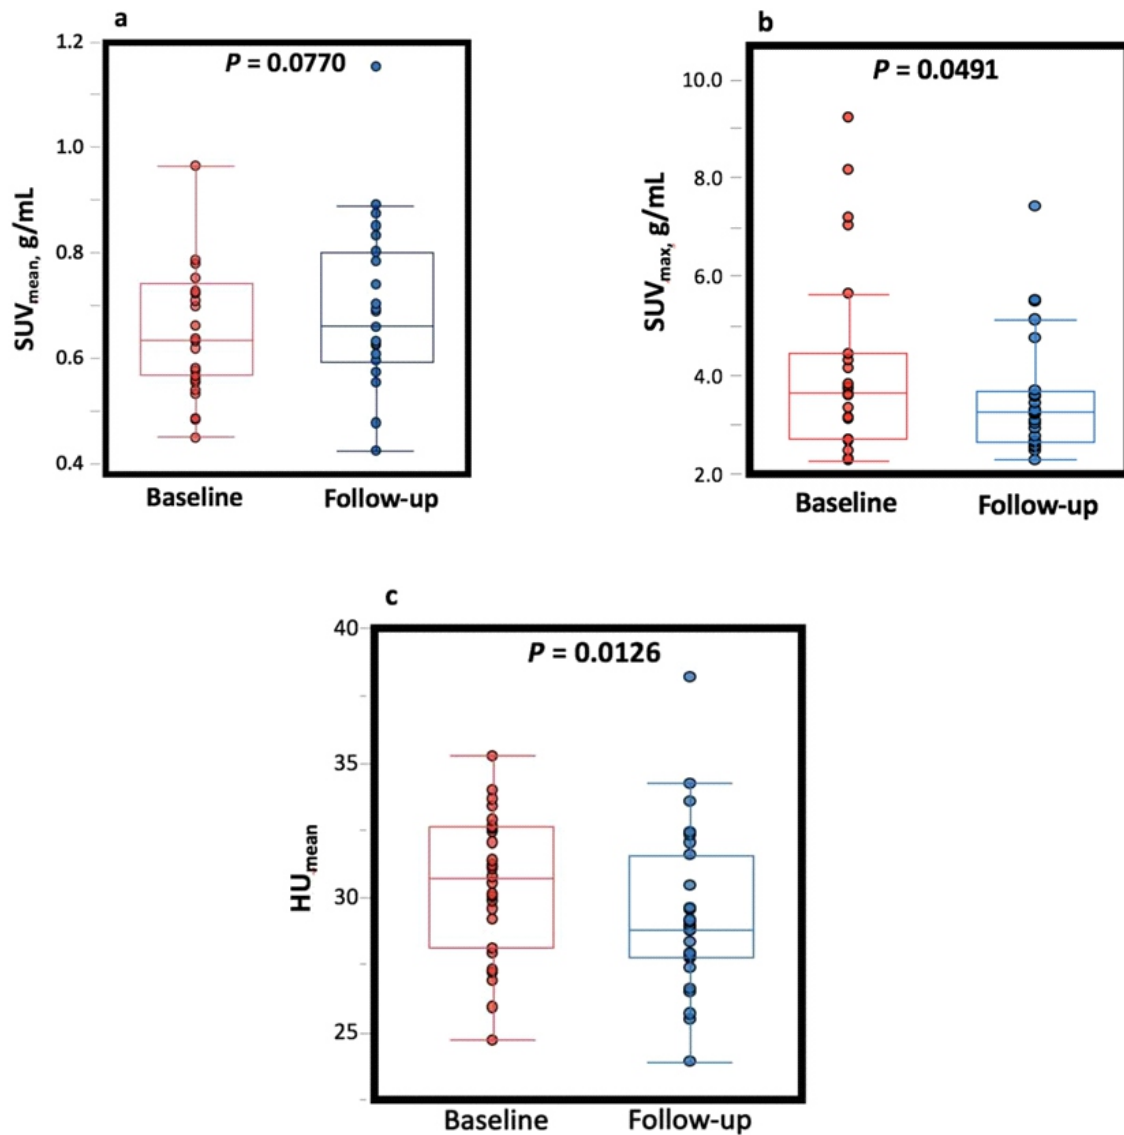 a
P = 0.0770
1.2
1.0
0.8
0.6
0.4
SUVmean, g/mL
Baseline Follow-up
b
P = 0.0491
10.0
8.0
6.0
4.0
2.0
SUVmax, g/mL
Baseline Follow-up
c
P = 0.0126
40
35
30
25
HUmean
Baseline Follow-up